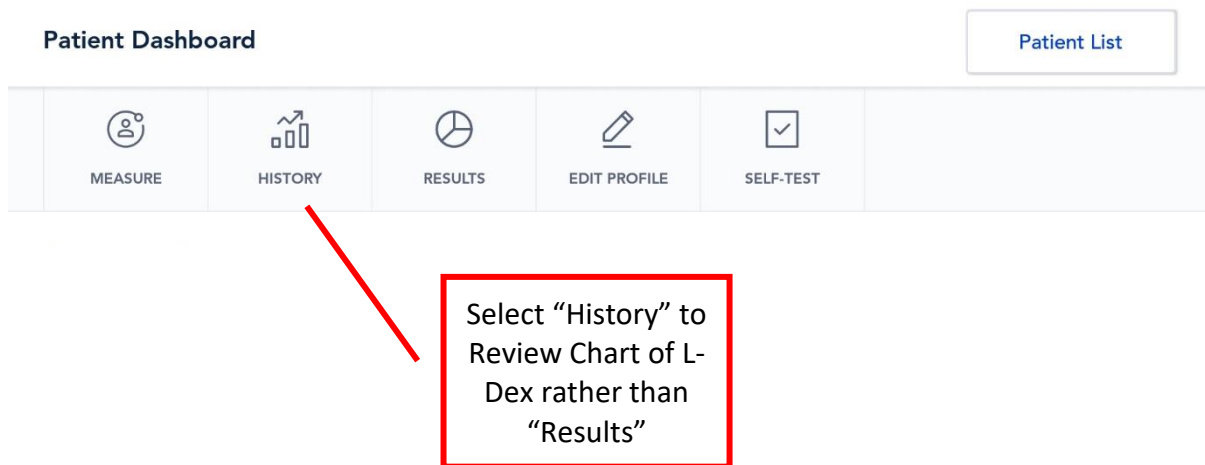 Patient Dashboard
Patient List
MEASURE
HISTORY
RESULTS
EDIT PROFILE
SELF-TEST
Select “History” to
Review Chart of L-
Dex rather than
“Results”